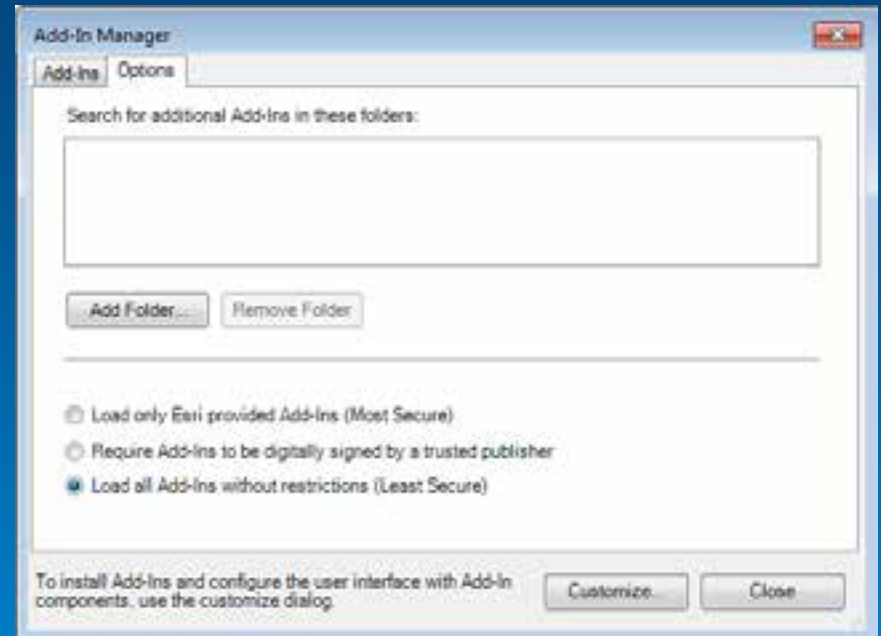 Add-In Manager
Add-Ins
Options
Search for additional Add-Ins in these folders:
Add Folder...
Remove Folder
Load only Esri provided Add-Ins (Most Secure)
Require Add-Ins to be digitally signed by a trusted publisher
Load all Add-Ins without restrictions (Least Secure)
To install Add-Ins and configure the user interface with Add-In
components, use the customize dialog.
Customize...
Close